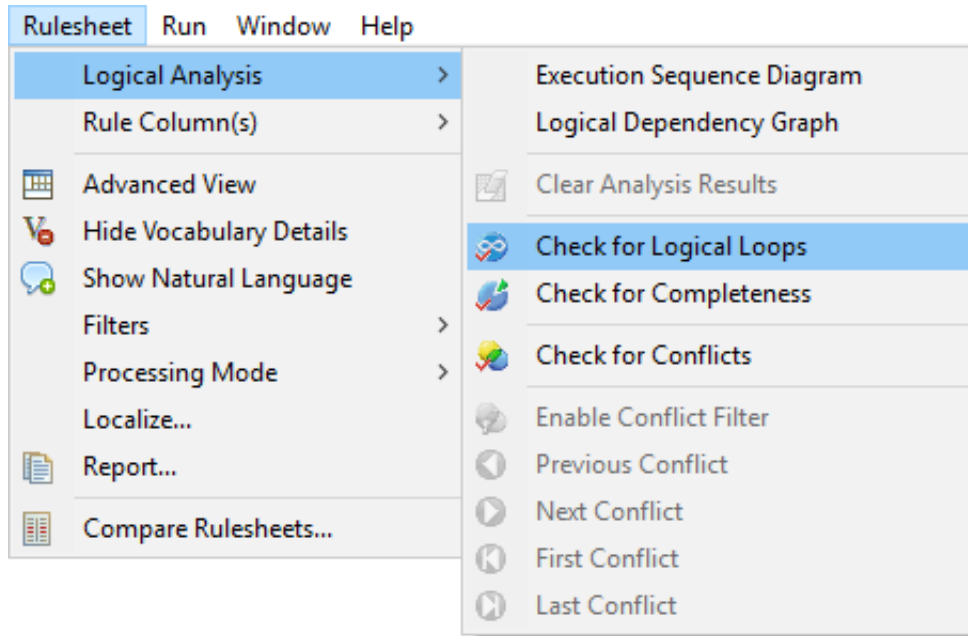 Rulesheet Run Window Help
Logical Analysis
Rule Column(s)
Advanced View
Hide Vocabulary Details
Show Natural Language
Filters
Processing Mode
Localize...
Report...
Compare Rulesheets...
Execution Sequence Diagram
Logical Dependency Graph
Clear Analysis Results
Check for Logical Loops
Check for Completeness
Check for Conflicts
Enable Conflict Filter
Previous Conflict
Next Conflict
First Conflict
Last Conflict